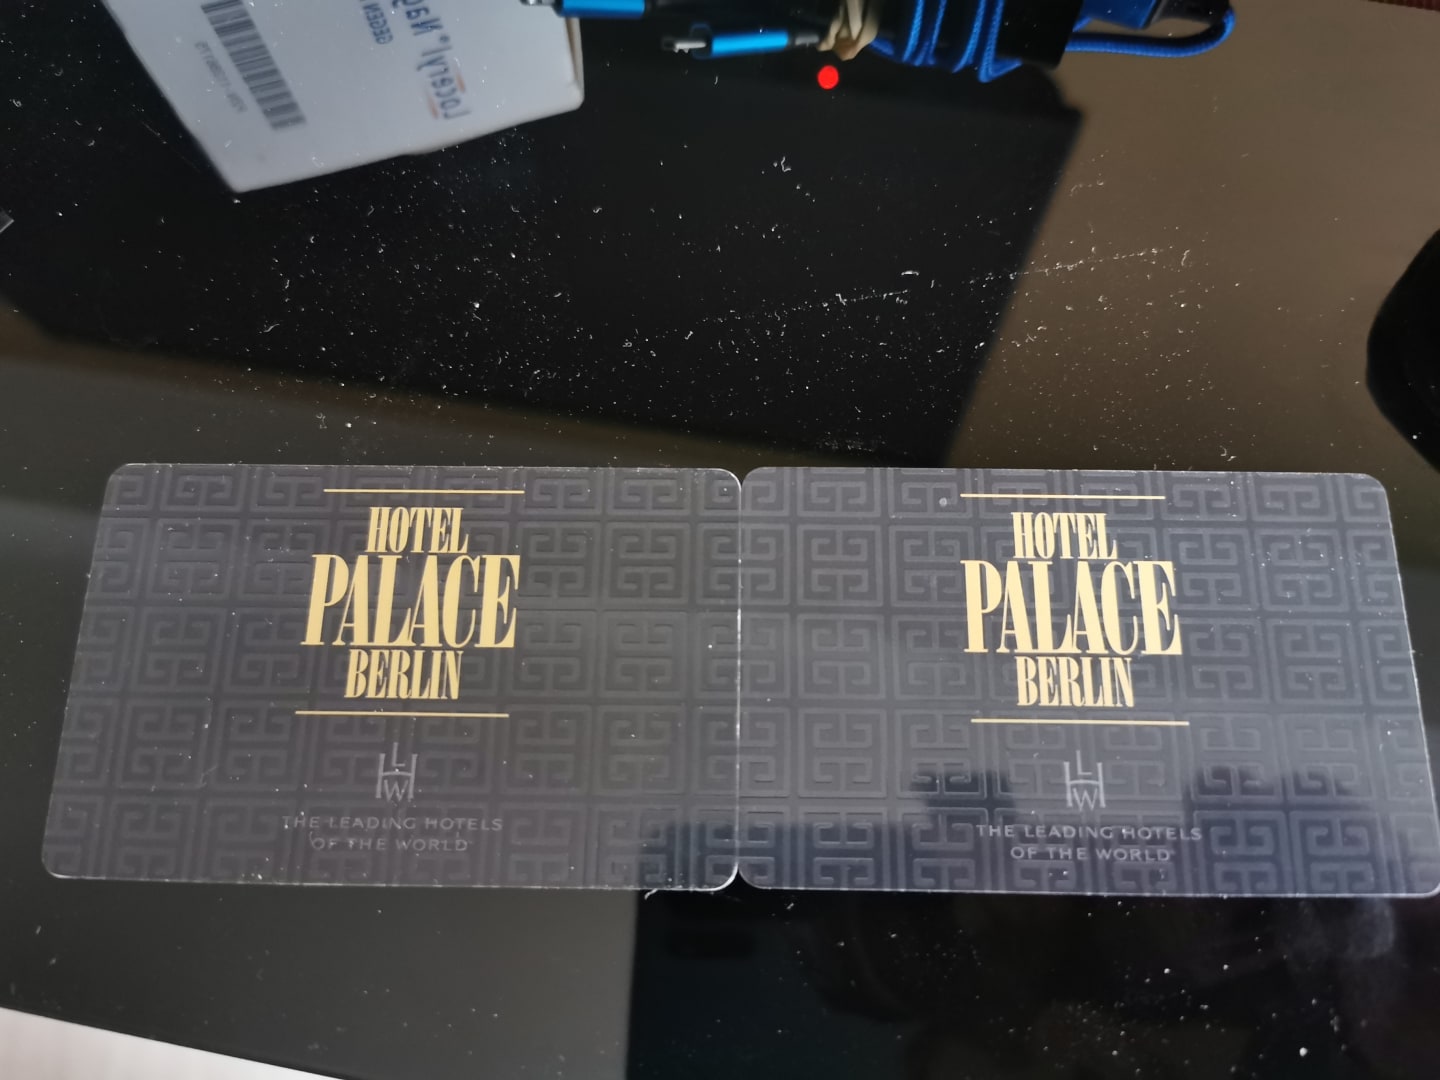 HOTEL
PALACE
BERLIN
LHW
THE LEADING HOTELS
OF THE WORLD
HOTEL
PALACE
BERLIN
LHW
THE LEADING HOTELS
OF THE WORLD